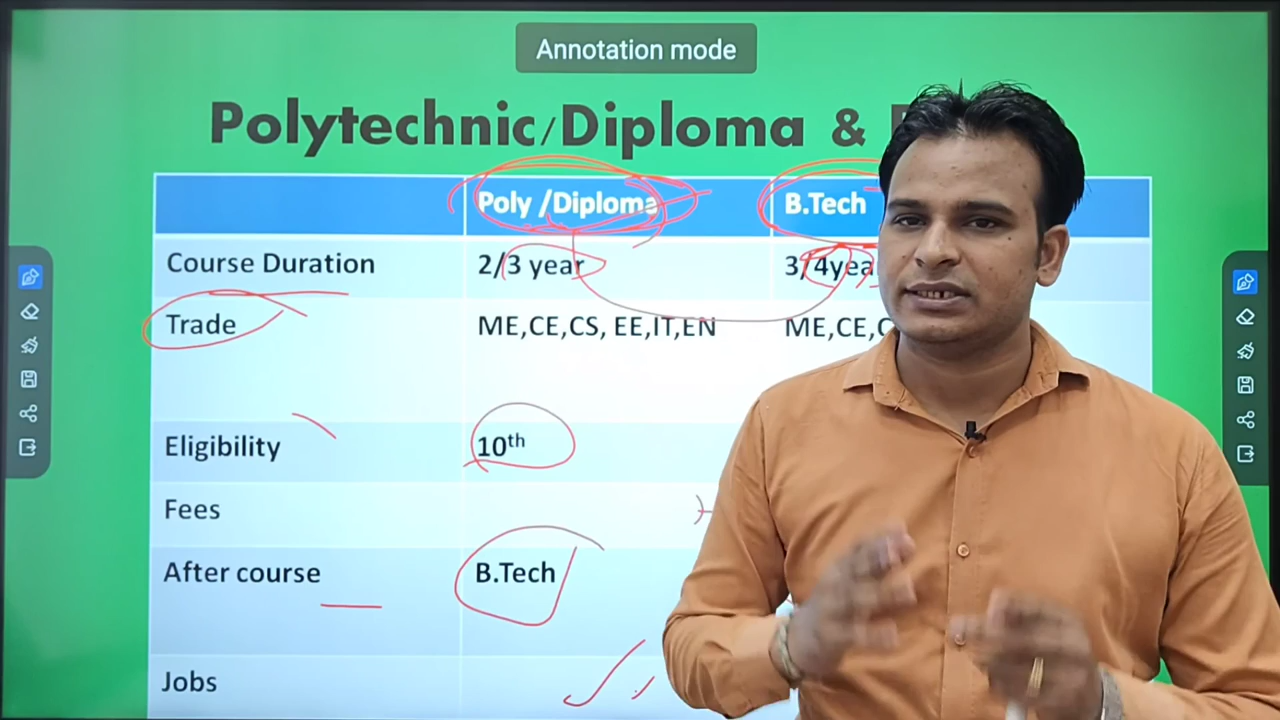 Annotation mode
Polytechnic/Diploma &
Poly /Diploma B.Tech
Course Duration 2/3 year 3/4yea
Trade ME,CE,CS, EE,IT,EN ME,CE,C
Eligibility 10th
Fees
After course B.Tech
Jobs